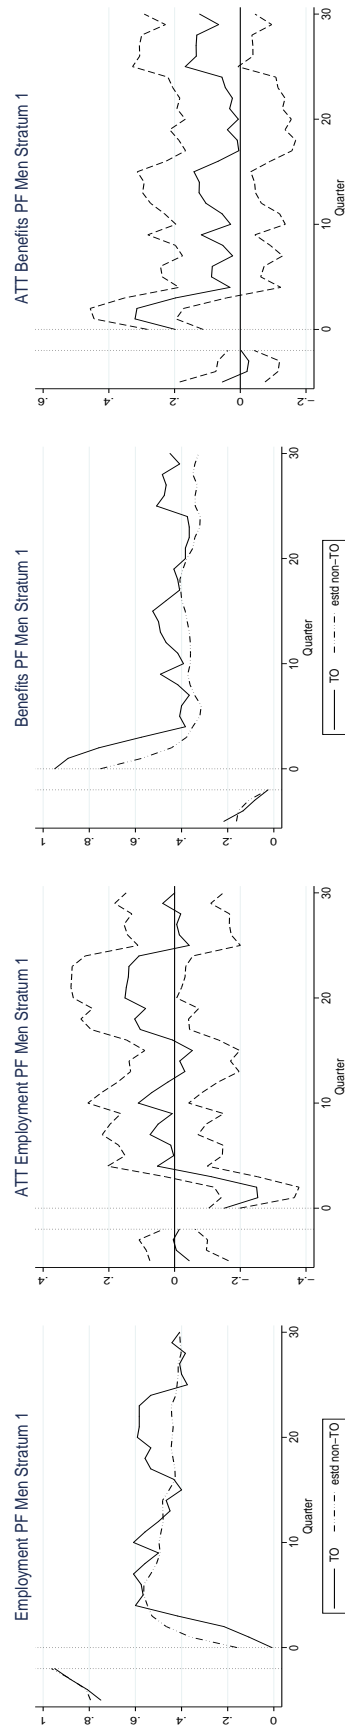 Employment PF Men Stratum 1
1
.8
.6
.4
.2
0
0 10 20 30
Quarter
TO estd non−TO
ATT Employment PF Men Stratum 1
.4
.2
0
−.2
−.4
0 10 20 30
Quarter
Benefits PF Men Stratum 1
1
.8
.6
.4
.2
0
0 10 20 30
Quarter
TO estd non−TO
ATT Benefits PF Men Stratum 1
.6
.4
.2
0
−.2
0 10 20 30
Quarter